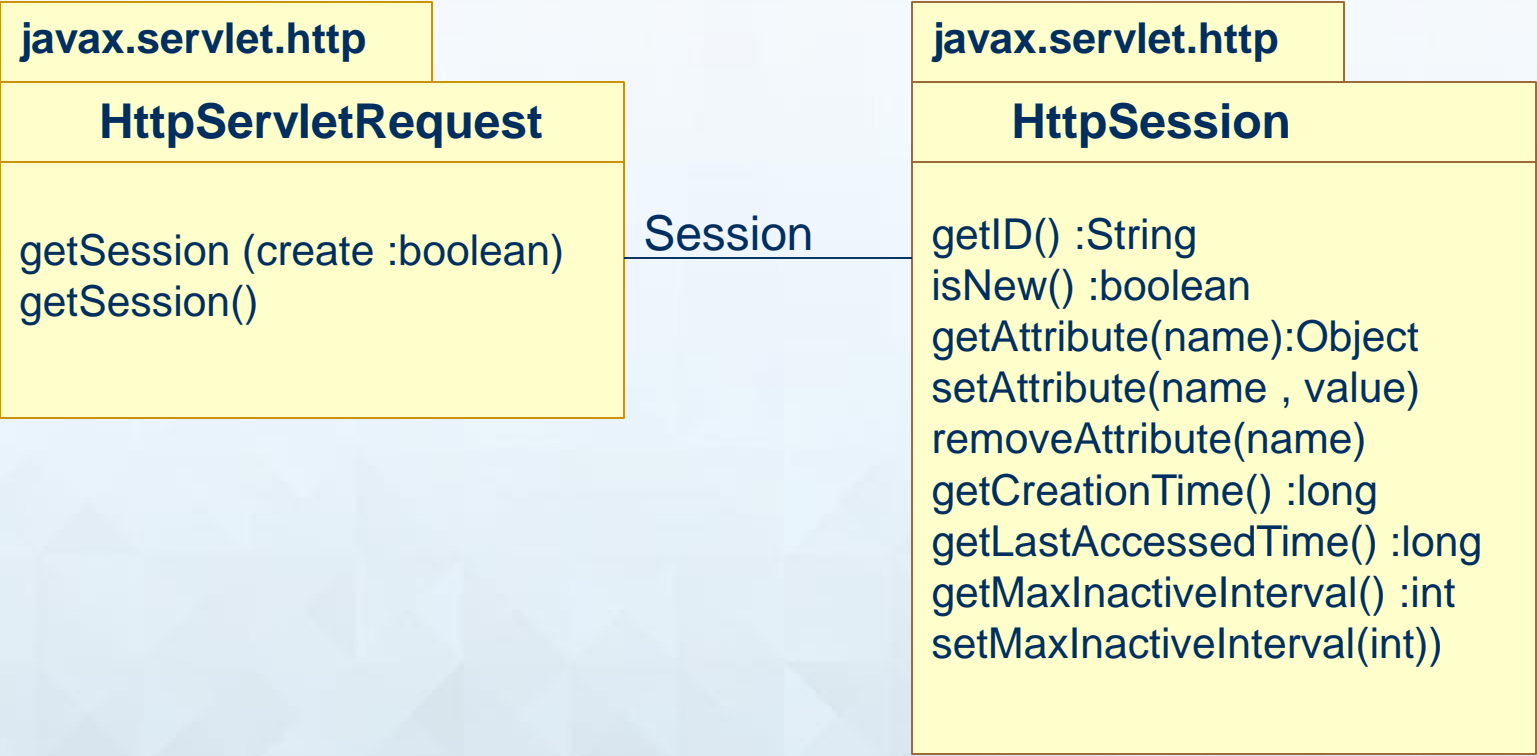 javax.servlet.http
HttpServletRequest
getSession (create :boolean)
getSession()
Session
javax.servlet.http
HttpSession
getID() :String
isNew() :boolean
getAttribute(name):Object
setAttribute(name , value)
removeAttribute(name)
getCreationTime() :long
getLastAccessedTime() :long
getMaxInactiveInterval() :int
setMaxInactiveInterval(int))